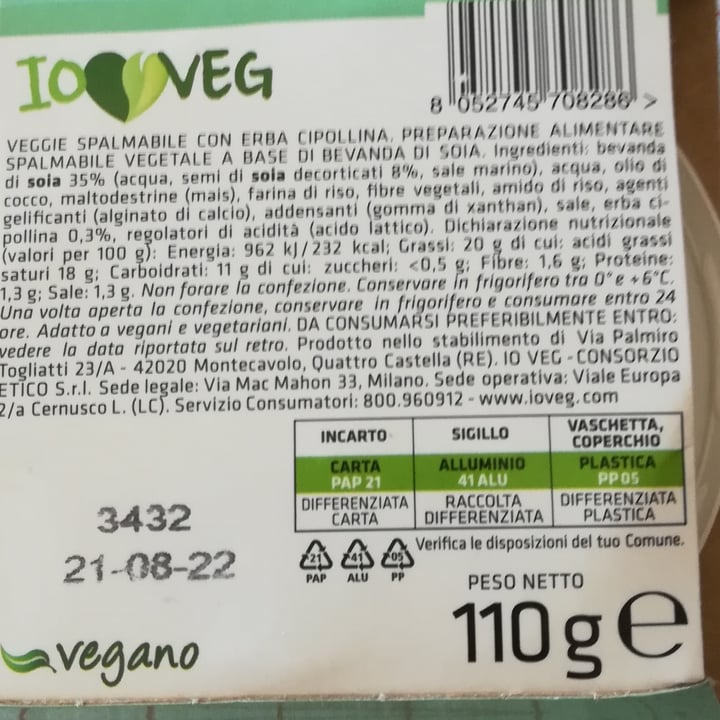 IO VEG
8 052745 708286 >
VEGGIE SPALMABILE CON ERBA CIPOLLINA. PREPARAZIONE ALIMENTARE
SPALMABILE VEGETALE A BASE DI BEVANDA DI SOIA. Ingredienti: bevanda
di soia 35% (acqua, semi di soia decorticati 8%, sale marino), acqua, olio di
cocco, maltodestrine (mais), farina di riso, fibre vegetali, amido di riso, agenti
gelificanti (alginato di calcio), addensanti (gomma di xanthan), sale, erba ci-
pollina 0,3%, regolatori di acidità (acido lattico). Dichiarazione nutrizionale
(valori per 100 g): Energia: 962 kJ/232 kcal; Grassi: 20 g di cui: acidi grassi
saturi 18 g; Carboidrati: 11 g di cui: zuccheri: <0,5 g; Fibre: 1,6 g; Proteine:
1,3 g; Sale: 1,3 g. Non forare la confezione. Conservare in frigorifero tra 0° e +6°C.
Una volta aperta la confezione, conservare in frigorifero e consumare entro 24
ore. Adatto a vegani e vegetariani. DA CONSUMARSI PREFERIBILMENTE ENTRO:
vedere la data riportata sul retro. Prodotto nello stabilimento di Via Palmiro
Togliatti 23/A - 42020 Montecavolo, Quattro Castella (RE). IO VEG - CONSORZIO
ETICO S.r.l. Sede legale: Via Mac Mahon 33, Milano. Sede operativa: Viale Europa
2/a Cernusco L. (LC). Servizio Consumatori: 800.960912 - www.ioveg.com
INCARTO SIGILLO VASCHETTA, COPERCHIO
CARTA ALLUMINIO PLASTICA
PAP 21 41 ALU PP 05
DIFFERENZIATA RACCOLTA DIFFERENZIATA
CARTA DIFFERENZIATA PLASTICA
21 41 05
PAP ALU PP
Verifica le disposizioni del tuo Comune.
3432
21-08-22
PESO NETTO
110 g e
vegano